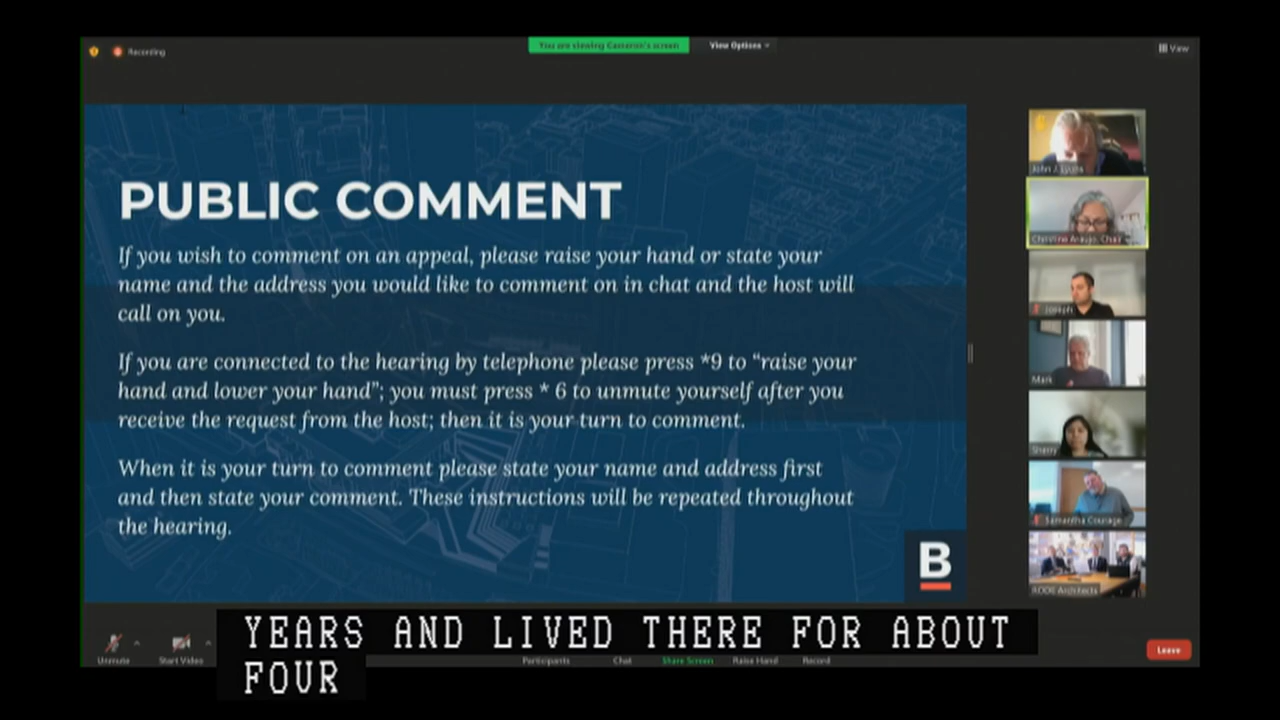 Recording
You are viewing Cameron's screen
View Options
View
PUBLIC COMMENT
If you wish to comment on an appeal, please raise your hand or state your
name and the address you would like to comment on in chat and the host will
call on you.
If you are connected to the hearing by telephone please press *9 to “raise your
hand and lower your hand”; you must press * 6 to unmute yourself after you
receive the request from the host; then it is your turn to comment.
When it is your turn to comment please state your name and address first
and then state your comment. These instructions will be repeated throughout
the hearing.
B
John
Christine Araujo, Chair
Joseph
Mark
Sherry
Samantha Courage
RODE Architects
YEARS AND LIVED THERE FOR ABOUT
FOUR
Unmute
Start Video
Participants
Chat
Share Screen
Raise Hand
Record
Leave